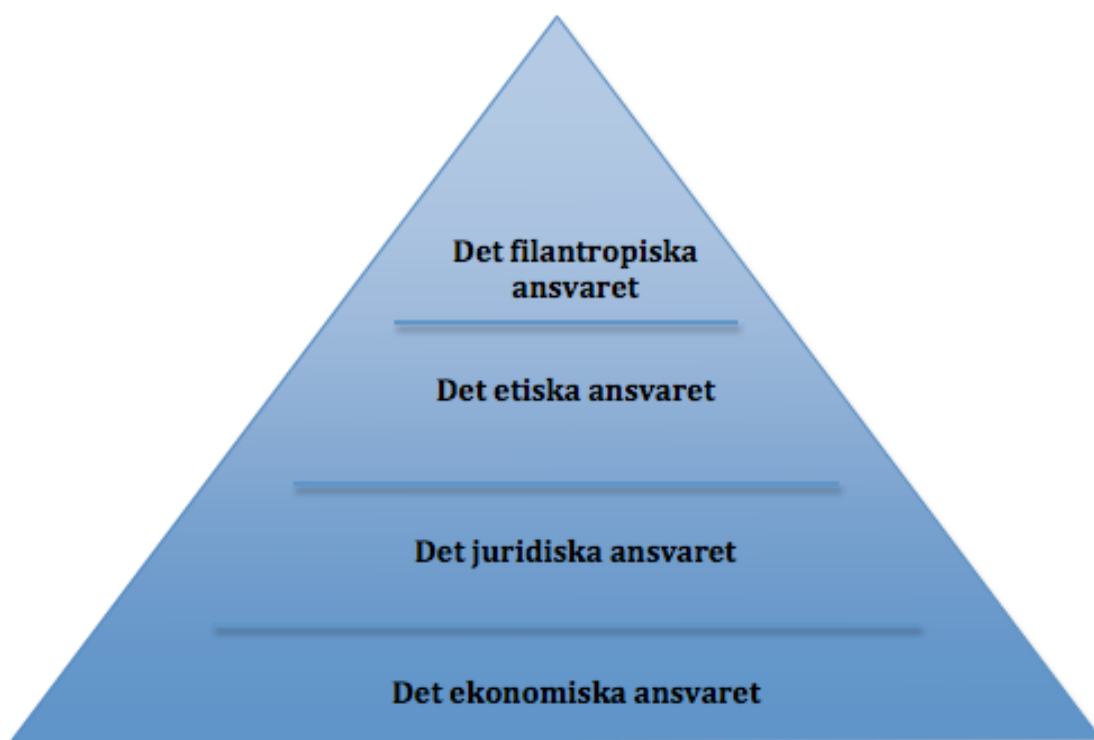 Det filantropiska
ansvaret
Det etiska ansvaret
Det juridiska ansvaret
Det ekonomiska ansvaret